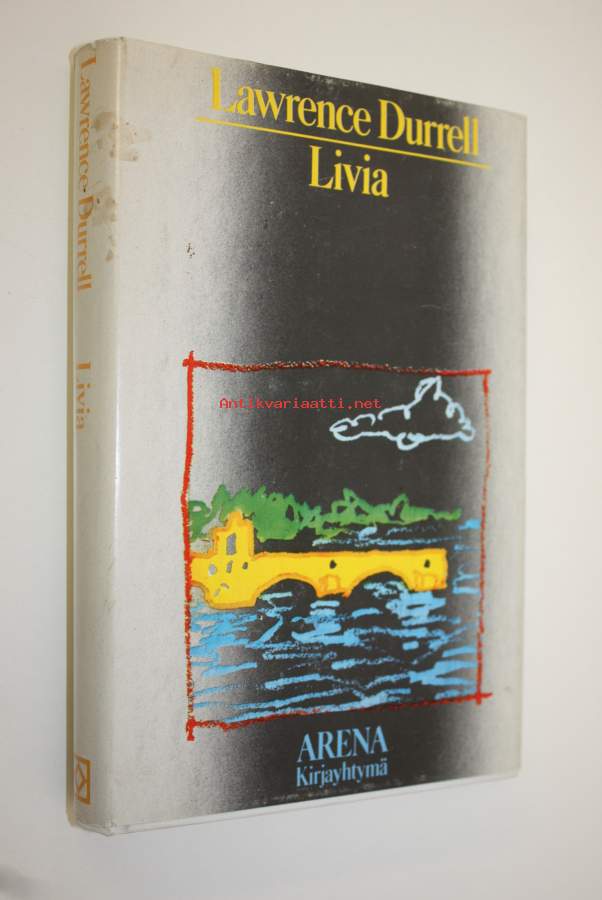 Lawrence Durrell
Livia
Lawrence Durrell Livia
Antikvariaatti.net
ARENA
Kirjayhtymä